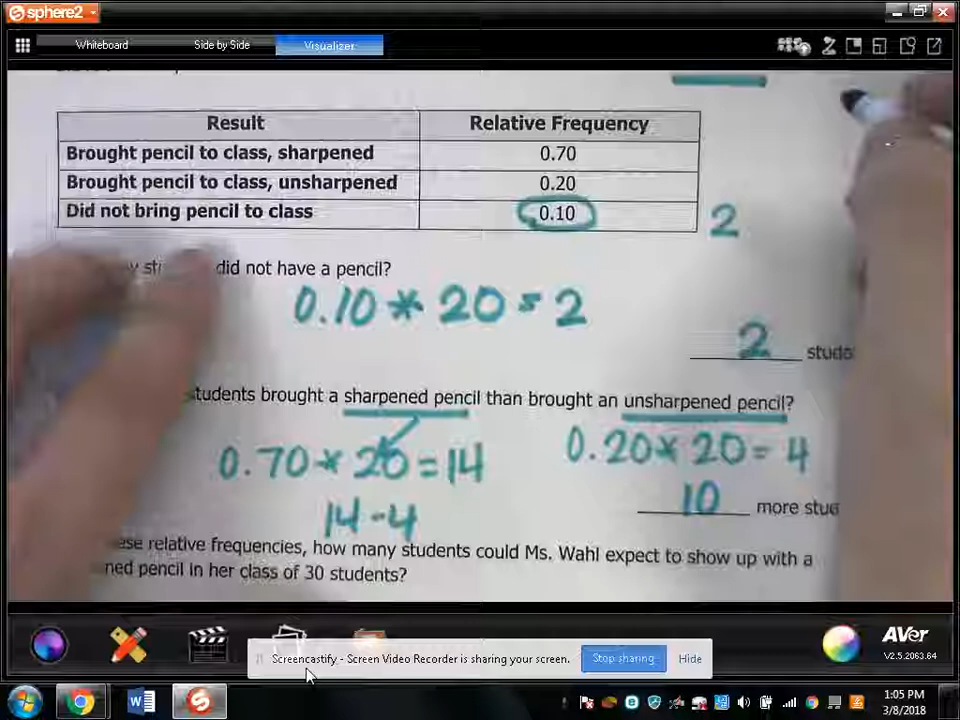 sphere2
Whiteboard Side by Side Visualizer
Result Relative Frequency
Brought pencil to class, sharpened 0.70
Brought pencil to class, unsharpened 0.20
Did not bring pencil to class 0.10 2
did not have a pencil?
0.10 * 20 = 2
2
students brought a sharpened pencil than brought an unsharpened pencil?
0.70 * 20 = 14 0.20 * 20 = 4
10 more
14 - 4
relative frequencies, how many students could Ms. Wahl expect to show up with a
pencil in her class of 30 students?
AVer
V2.5.2063.64
Screencastify - Screen Video Recorder is sharing your screen. Stop sharing Hide
1:05 PM
3/8/2018